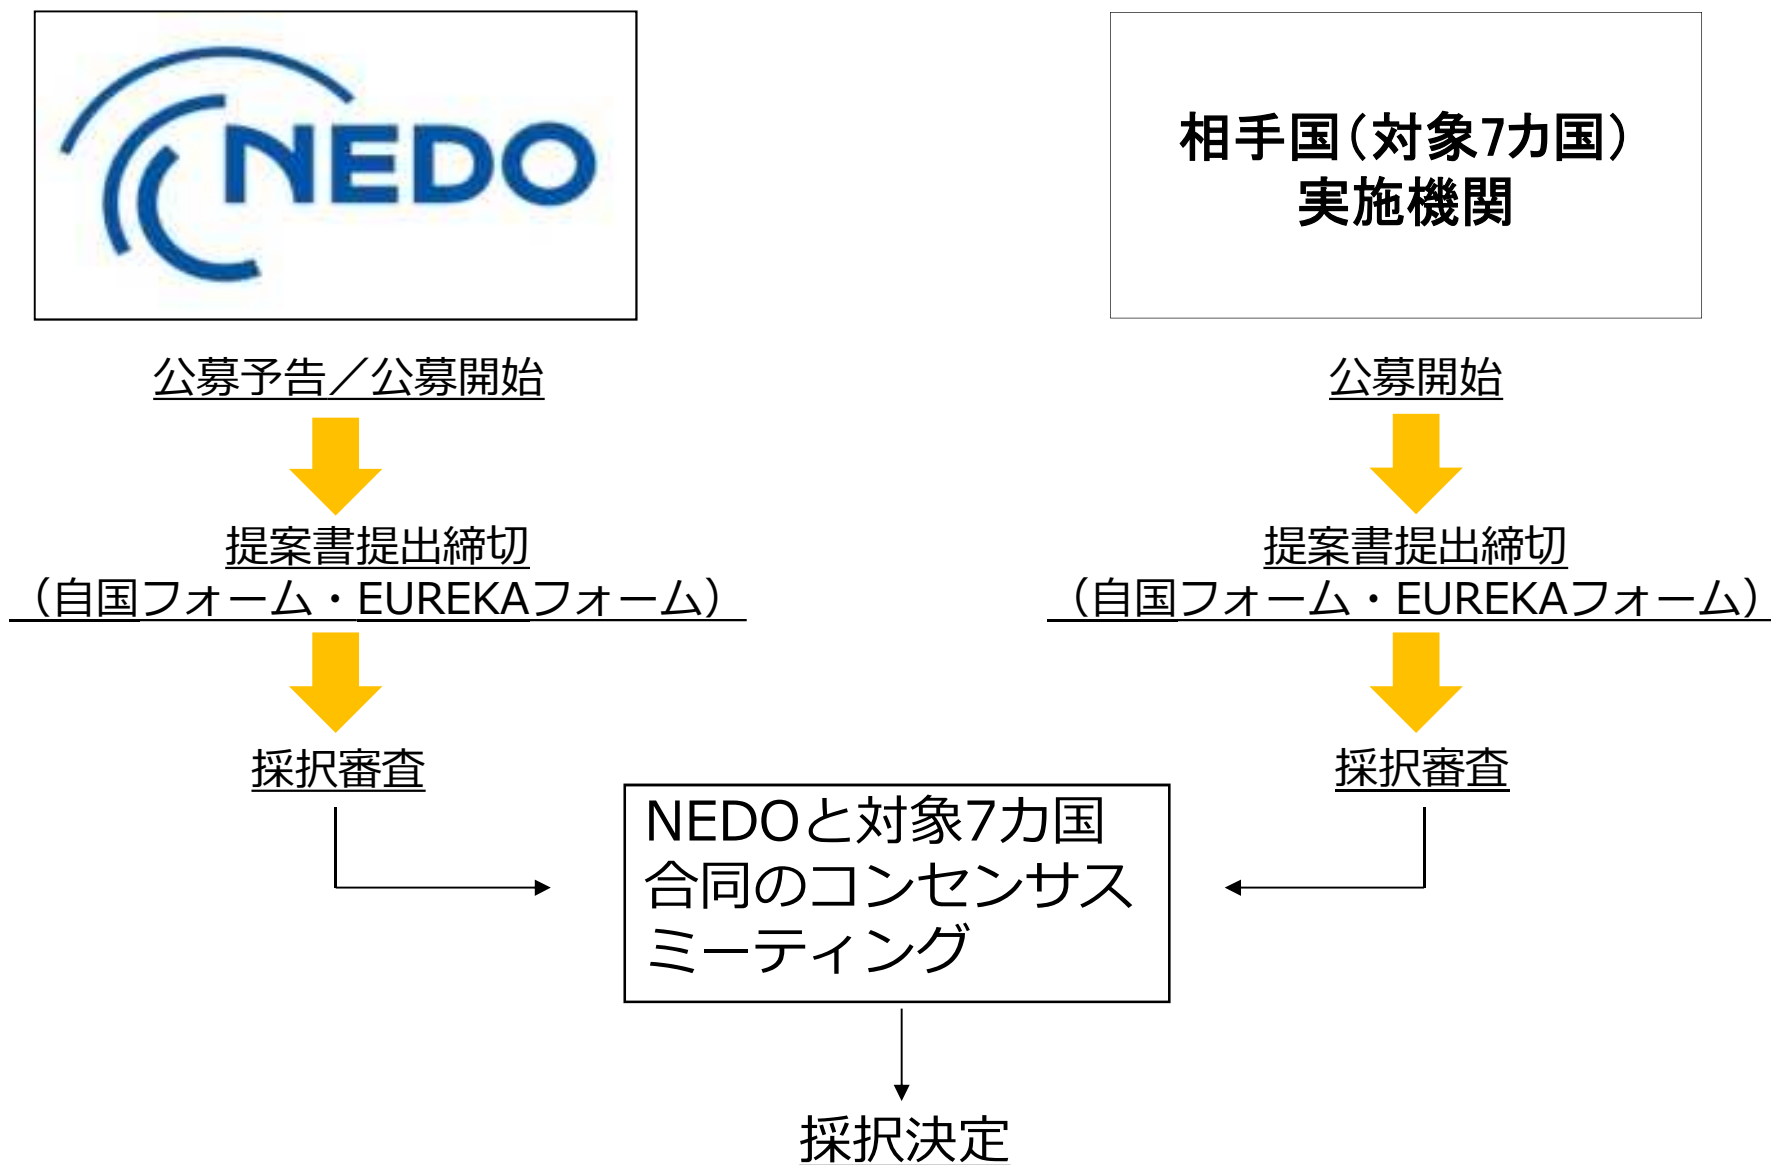 NEDO
相手国（対象7カ国）
実施機関
公募予告／公募開始
公募開始
提案書提出締切
（自国フォーム・EUREKAフォーム）
提案書提出締切
（自国フォーム・EUREKAフォーム）
採択審査
採択審査
NEDOと対象7カ国
合同のコンセンサス
ミーティング
採択決定